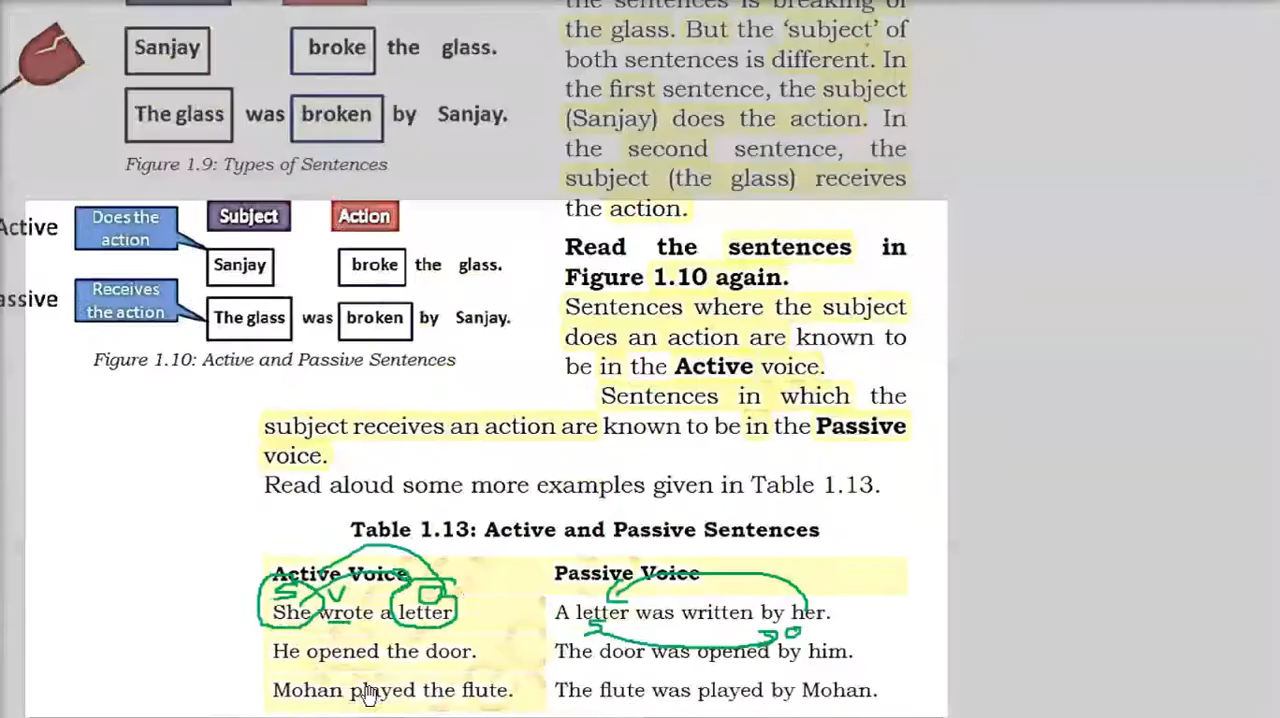 the sentences is breaking of
the glass. But the ‘subject’ of
both sentences is different. In
the first sentence, the subject
(Sanjay) does the action. In
the second sentence, the
subject (the glass) receives
the action.
Sanjay broke the glass.
The glass was broken by Sanjay.
Figure 1.9: Types of Sentences
Subject Action
Active Does the
action
Sanjay broke the glass.
assive Receives
the action
The glass was broken by Sanjay.
Figure 1.10: Active and Passive Sentences
Read the sentences in
Figure 1.10 again.
Sentences where the subject
does an action are known to
be in the Active voice.
Sentences in which the
subject receives an action are known to be in the Passive
voice.
Read aloud some more examples given in Table 1.13.
Table 1.13: Active and Passive Sentences
Active Voice Passive Voice
S V O
She wrote a letter A letter was written by her.
S O
He opened the door. The door was opened by him.
Mohan played the flute. The flute was played by Mohan.